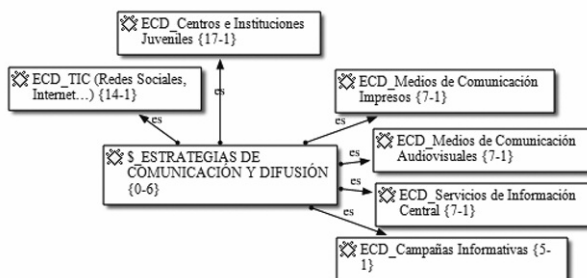 ECD_Centros e Instituciones
Juveniles {17-1}
ECD_TIC (Redes Sociales,
Internet...) {14-1}
es
es
ECD_Medios de Comunicación
Impresos {7-1}
es
$_ESTRATEGIAS DE
COMUNICACIÓN Y DIFUSIÓN
{0-6}
es
ECD_Medios de Comunicación
Audiovisuales {7-1}
es
ECD_Servicios de Información
Central {7-1}
es
ECD_Campañas Informativas {5-
1}